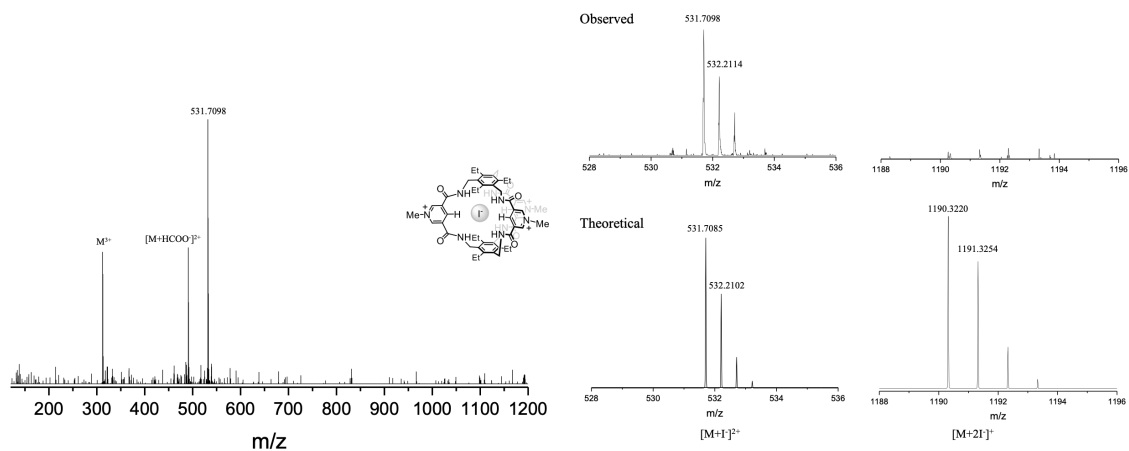 531.7098
M3+
[M+HCOO-]2+
200 300 400 500 600 700 800 900 1000 1100 1200
m/z
Et
Et
Et
NH
HN
O
O
Me-N
+
H
I-
N-Me
+
H
N-Me
+
O
O
NH
HN
Et
Et
Et
Observed
531.7098
532.2114
528 530 532 534 536
m/z
1188 1190 1192 1194 1196
m/z
Theoretical
531.7085
532.2102
528 530 532 534 536
m/z
[M+I-]2+
1190.3220
1191.3254
1188 1190 1192 1194 1196
m/z
[M+2I-]+